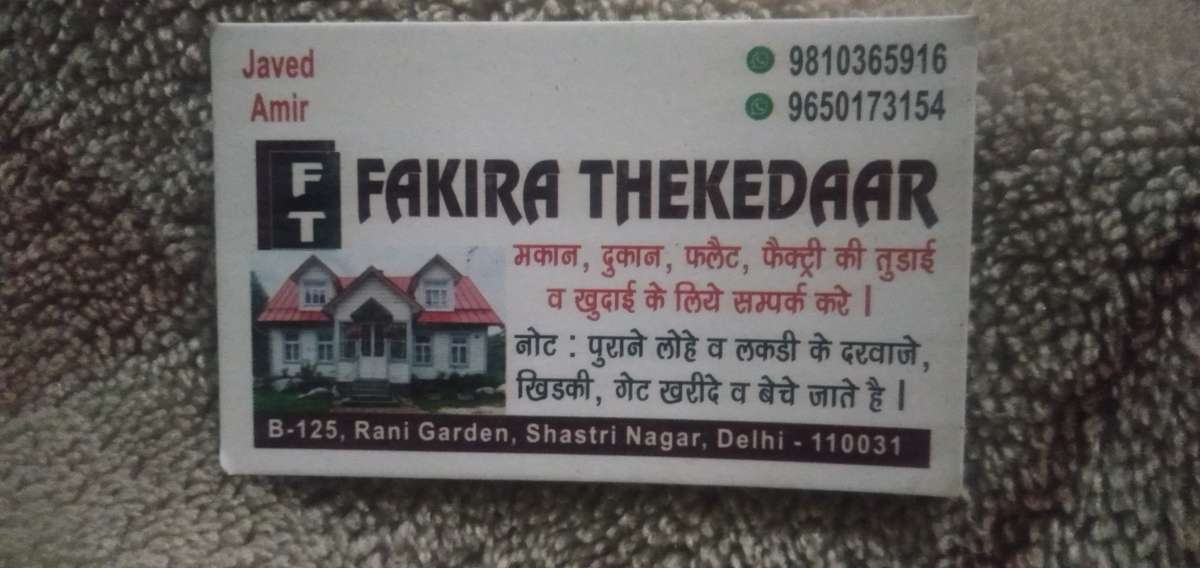 Javed
9810365916
Amir
9650173154
FT
FAKIRA THEKEDAAR
मकान, दुकान, फलैट, फैक्ट्री की तुडाई
व खुदाई के लिये सम्पर्क करे |
नोट : पुराने लोहे व लकडी के दरवाजे,
खिडकी, गेट खरीदे व बेचे जाते है |
B-125, Rani Garden, Shastri Nagar, Delhi - 110031